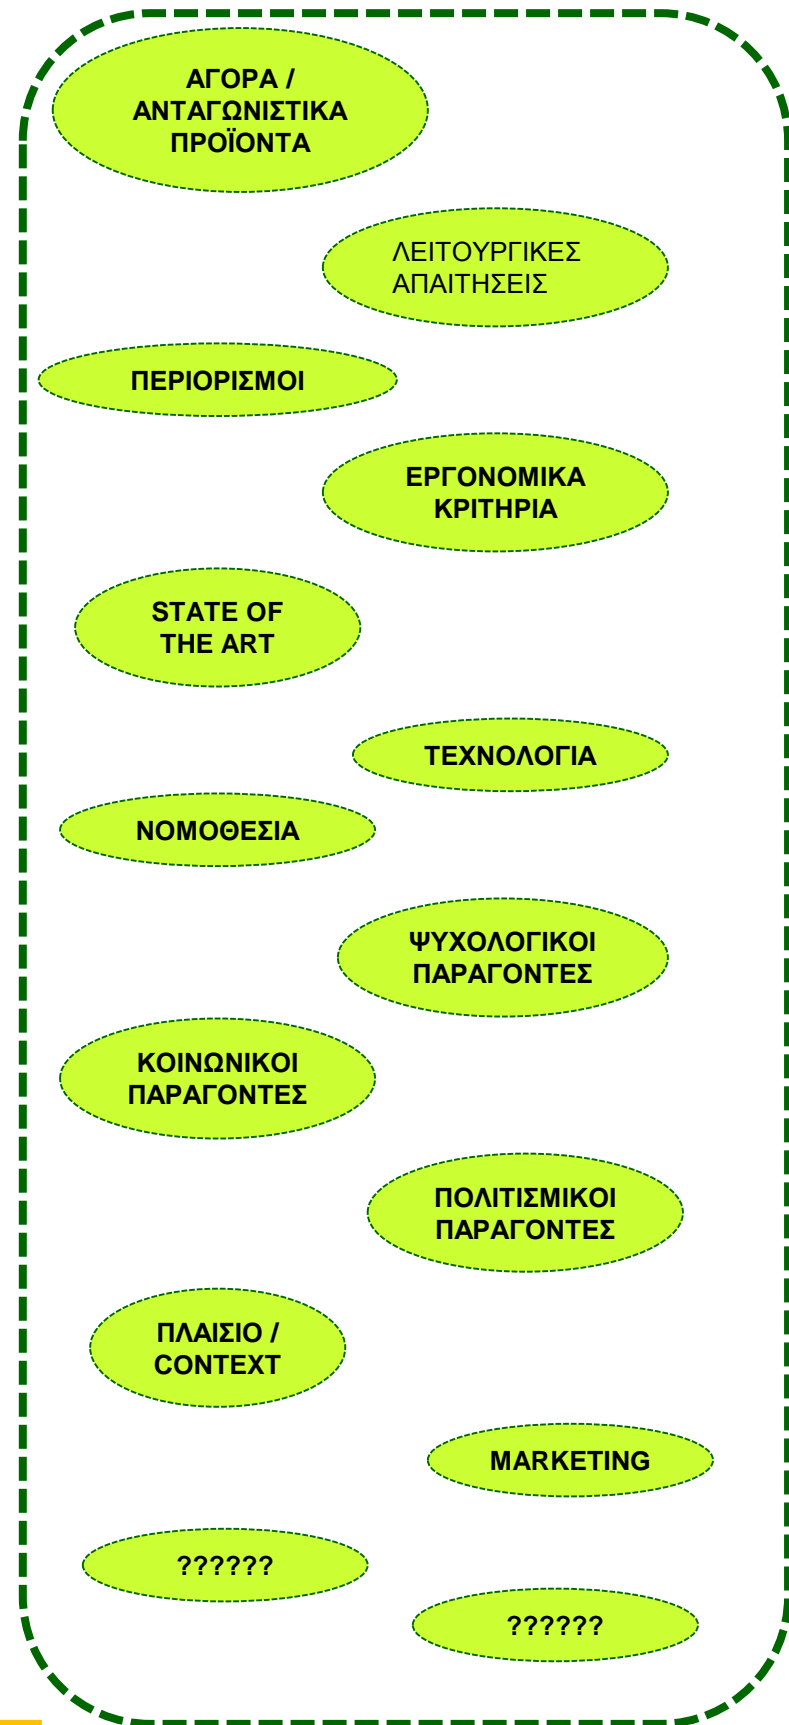 ΑΓΟΡΑ /
ΑΝΤΑΓΩΝΙΣΤΙΚΑ
ΠΡΟΪΟΝΤΑ
ΛΕΙΤΟΥΡΓΙΚΕΣ
ΑΠΑΙΤΗΣΕΙΣ
ΠΕΡΙΟΡΙΣΜΟΙ
ΕΡΓΟΝΟΜΙΚΑ
ΚΡΙΤΗΡΙΑ
STATE OF
THE ART
ΤΕΧΝΟΛΟΓΙΑ
ΝΟΜΟΘΕΣΙΑ
ΨΥΧΟΛΟΓΙΚΟΙ
ΠΑΡΑΓΟΝΤΕΣ
ΚΟΙΝΩΝΙΚΟΙ
ΠΑΡΑΓΟΝΤΕΣ
ΠΟΛΙΤΙΣΜΙΚΟΙ
ΠΑΡΑΓΟΝΤΕΣ
ΠΛΑΙΣΙΟ /
CONTEXT
MARKETING
??????
??????